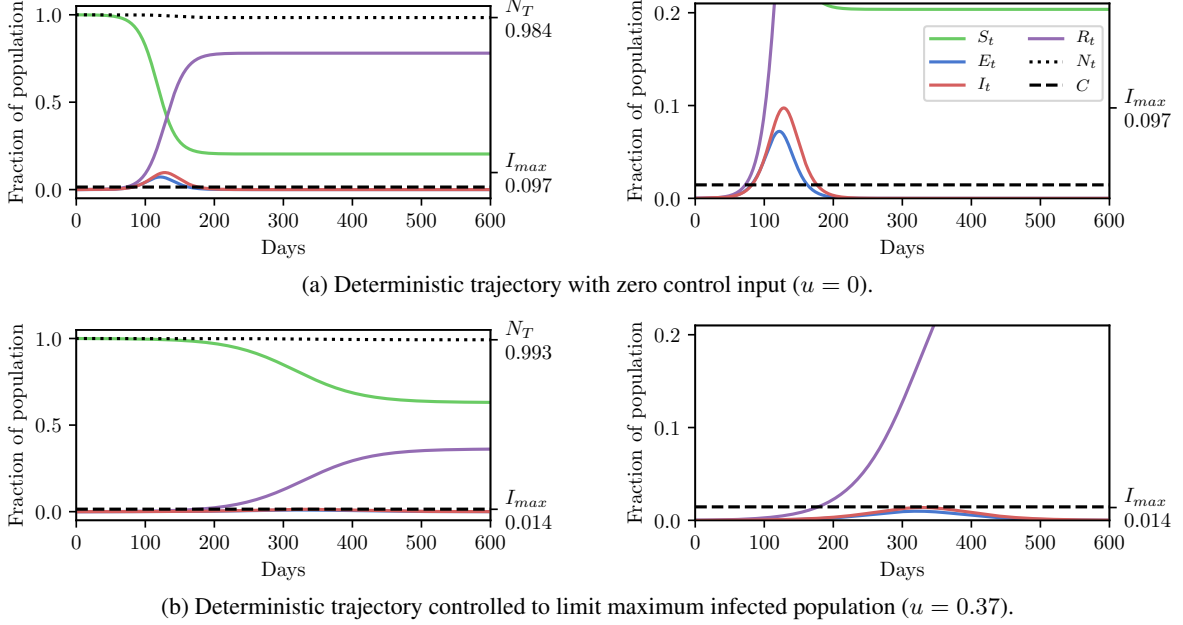 Fraction of population
1.0
0.5
0.0
0 100 200 300 400 500 600
Days
N_T
0.984
I_max
0.097
Fraction of population
0.2
0.1
0.0
0 100 200 300 400 500 600
Days
S_t
E_t
I_t
R_t
N_t
C
I_max
0.097
(a) Deterministic trajectory with zero control input (u = 0).
Fraction of population
1.0
0.5
0.0
0 100 200 300 400 500 600
Days
N_T
0.993
I_max
0.014
Fraction of population
0.2
0.1
0.0
0 100 200 300 400 500 600
Days
I_max
0.014
(b) Deterministic trajectory controlled to limit maximum infected population (u = 0.37).